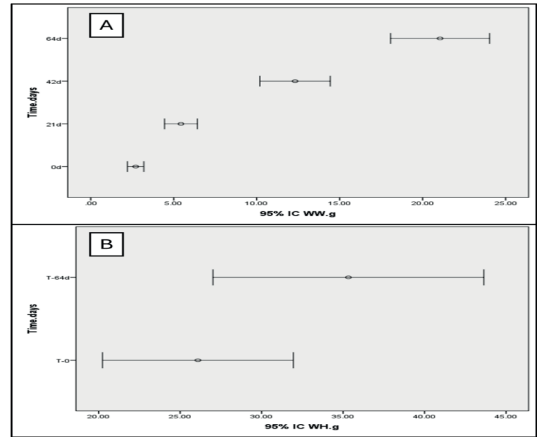 A
Time.days
64d
42d
21d
0d
.00 5.00 10.00 15.00 20.00 25.00
95% IC WW.g
B
Time.days
T-64d
T-0
20.00 25.00 30.00 35.00 40.00 45.00
95% IC WH.g